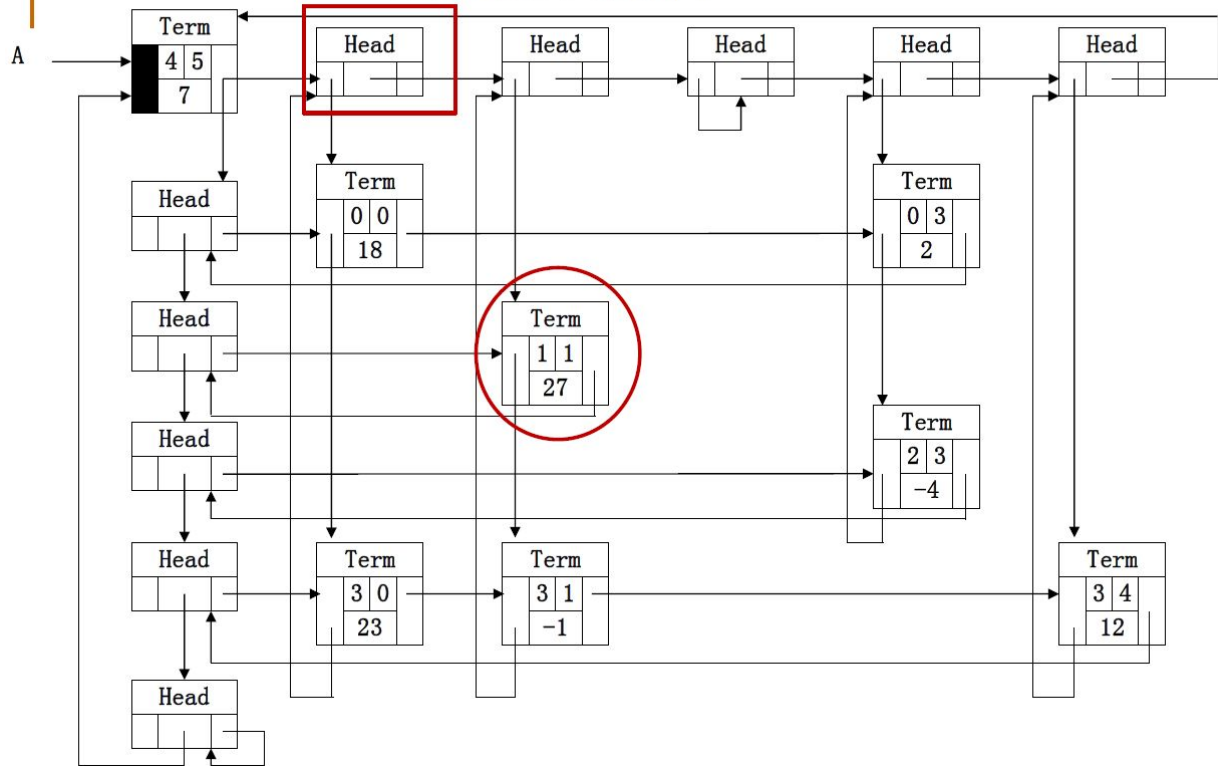 Term
A
4 5
7
Head
Head
Head
Head
Head
Head
Term
0 0
18
Term
0 3
2
Head
Term
1 1
27
Head
Term
2 3
-4
Head
Term
3 0
23
Term
3 1
-1
Term
3 4
12
Head